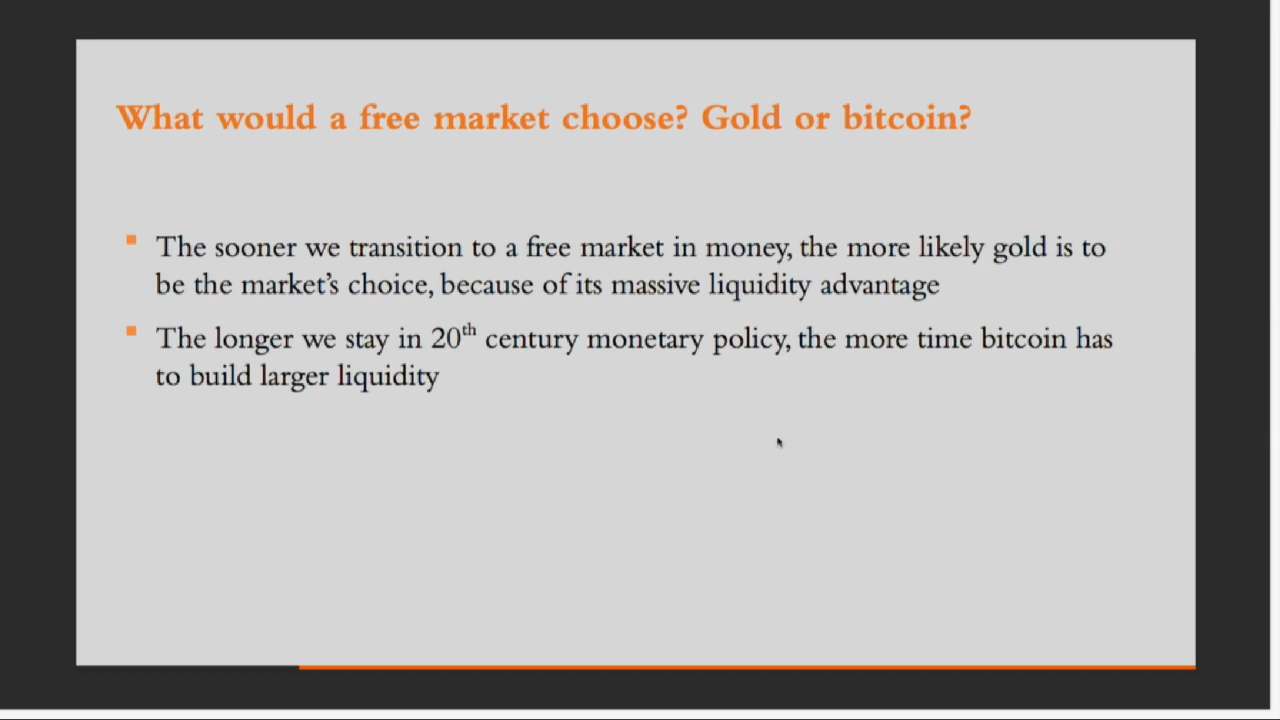 What would a free market choose? Gold or bitcoin?
The sooner we transition to a free market in money, the more likely gold is to
be the market’s choice, because of its massive liquidity advantage
The longer we stay in 20th century monetary policy, the more time bitcoin has
to build larger liquidity